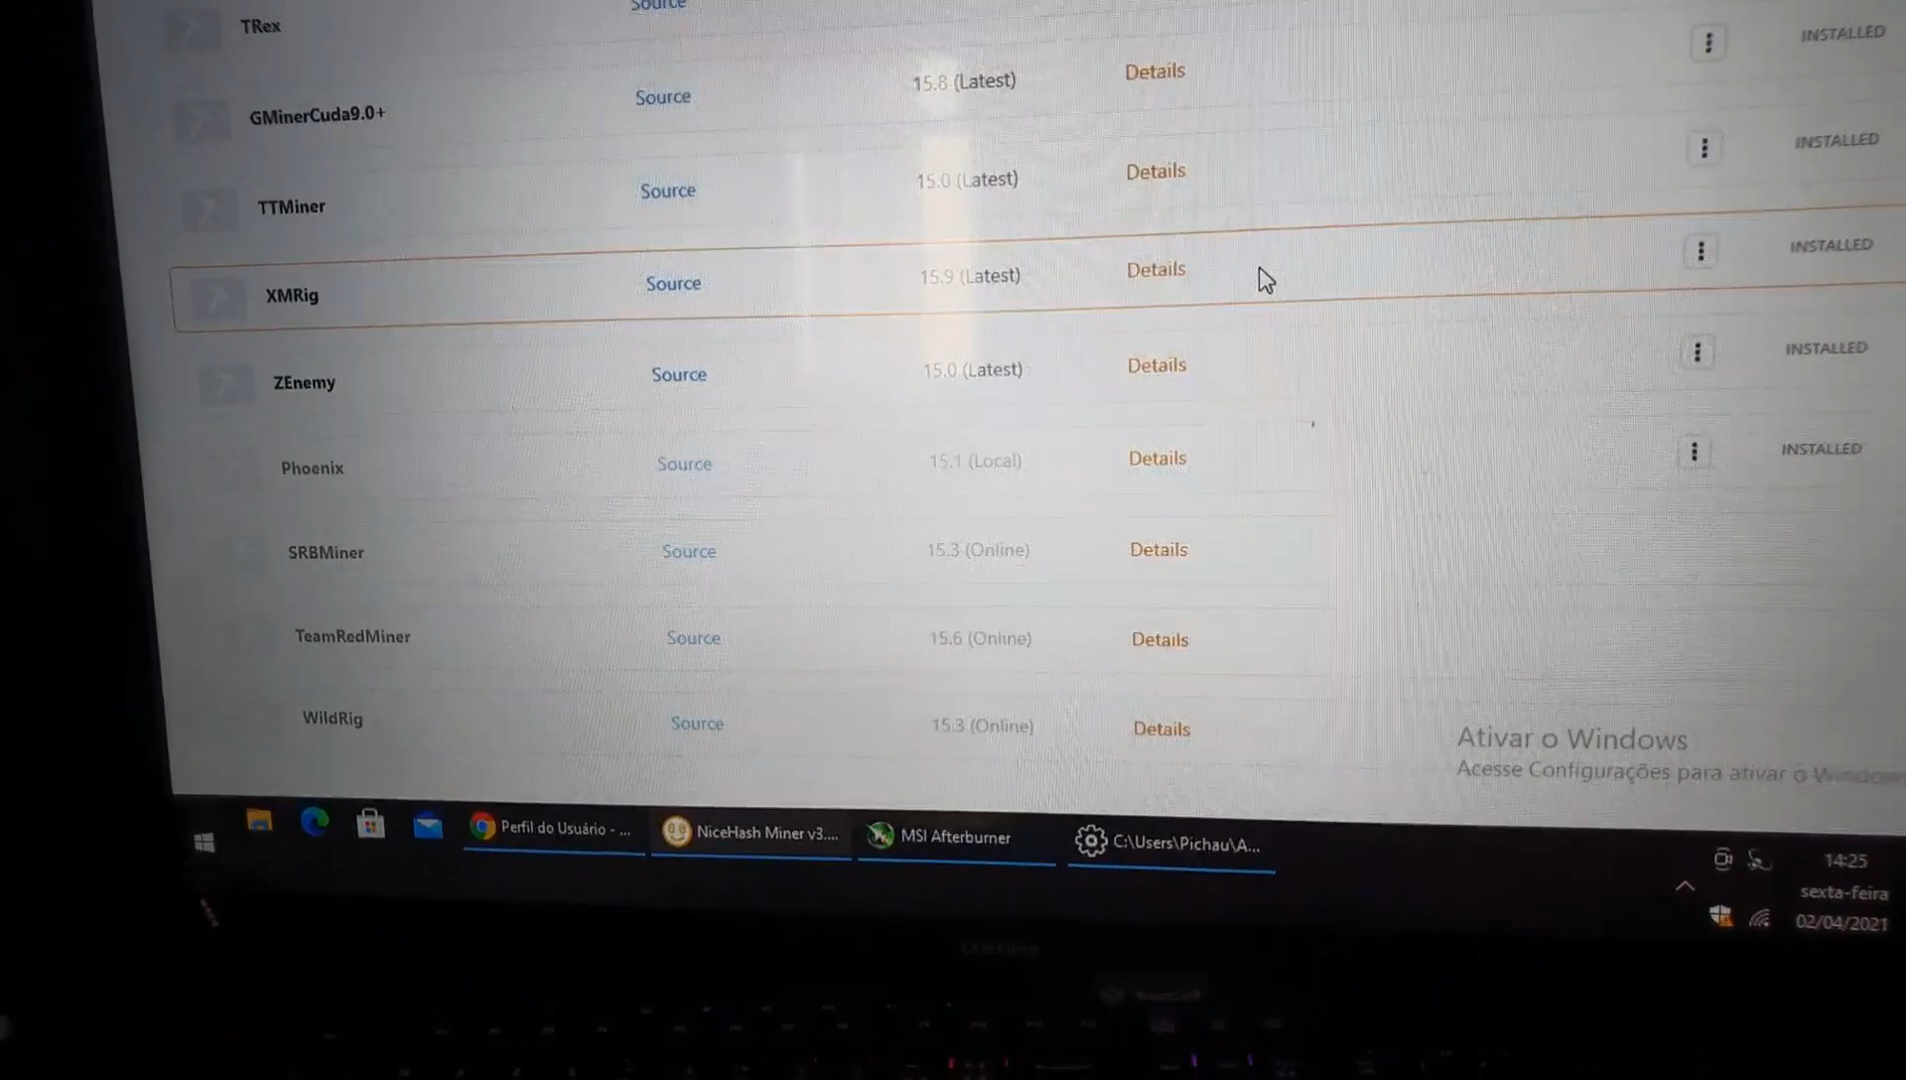 TRex Source INSTALLED
GMinerCuda9.0+ Source 15.8 (Latest) Details INSTALLED
TTMiner Source 15.0 (Latest) Details INSTALLED
XMRig Source 15.9 (Latest) Details INSTALLED
ZEnemy Source 15.0 (Latest) Details INSTALLED
Phoenix Source 15.1 (Local) Details
SRBMiner Source 15.3 (Online) Details
TeamRedMiner Source 15.6 (Online) Details
WildRig Source 15.3 (Online) Details
Ativar o Windows
Acesse Configurações para ativar o Windows
Perfil do Usuário - ... NiceHash Miner v3.... MSI Afterburner C:\Users\Pichau\A...
14:25
sexta-feira
02/04/2021
SAMSUNG